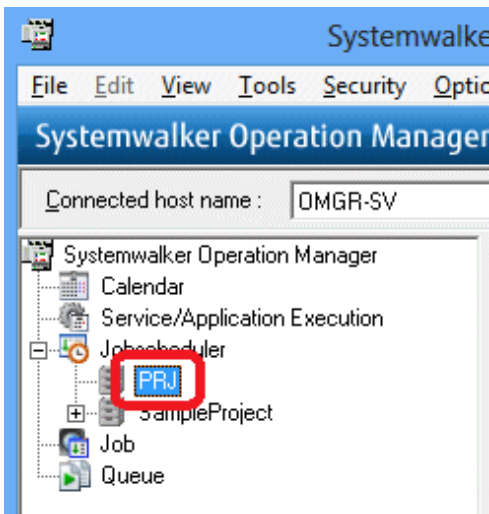 Systemwalke
File Edit View Tools Security Optio
Systemwalker Operation Manager
Connected host name : OMGR-SV
Systemwalker Operation Manager
Calendar
Service/Application Execution
Jobscheduler
PRJ
SampleProject
Job
Queue